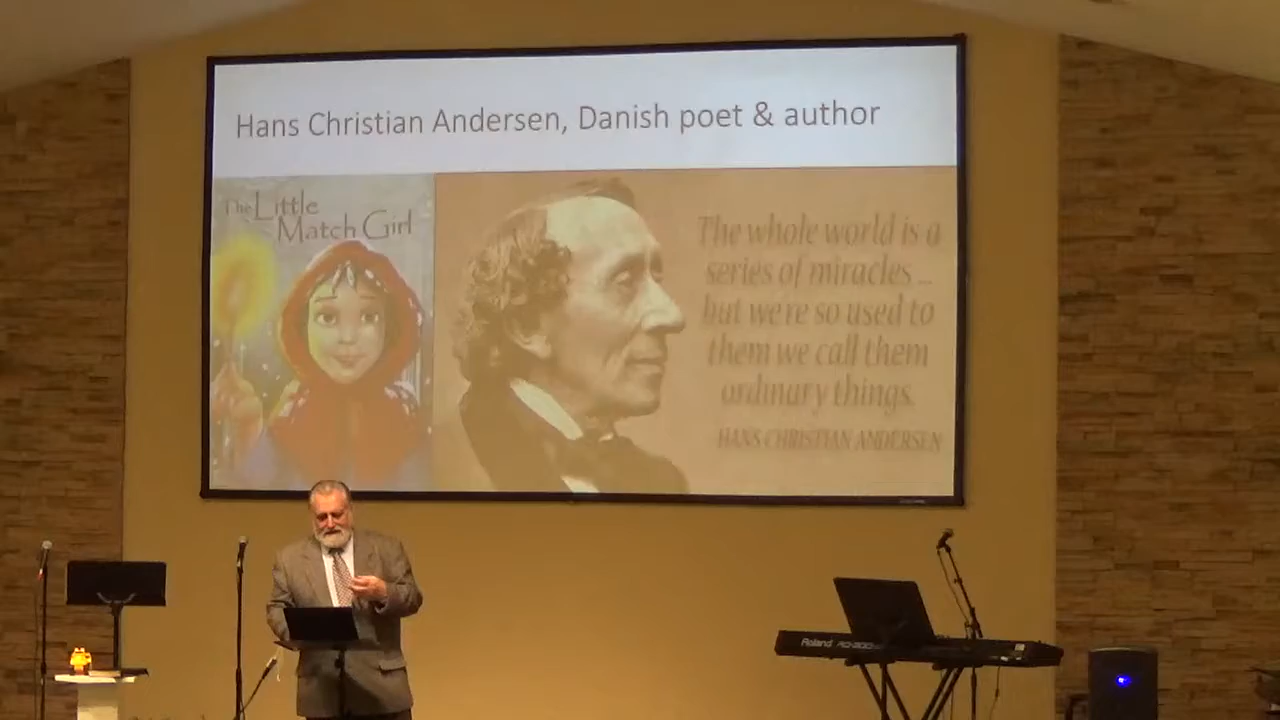 Hans Christian Andersen, Danish poet & author
The Little
Match Girl
The whole world is a
series of miracles ...
but we're so used to
them we call them
ordinary things.
HANS CHRISTIAN ANDERSEN
Roland